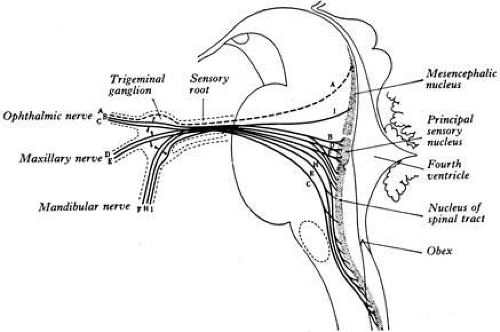 Trigeminal
ganglion
Sensory
root
Mesencephalic
nucleus
A
I
Ophthalmic nerve
A
B
C
Principal
sensory
nucleus
B
Maxillary nerve
D
E
H
E
C
Fourth
ventricle
Mandibular nerve
F H I
Nucleus of
spinal tract
Obex